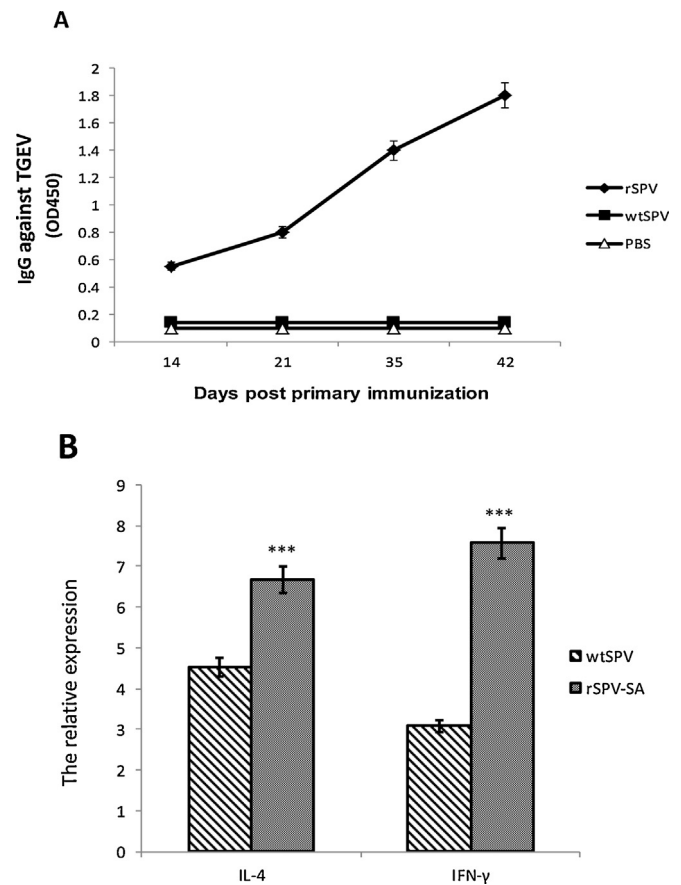 A
IgG against TGEV
(OD450)
2
1.8
1.6
1.4
1.2
1
0.8
0.6
0.4
0.2
0
14 21 35 42
Days post primary immunization
rSPV
wtSPV
PBS
B
The relative expression
9
8
7
6
5
4
3
2
1
0
***
***
IL-4 IFN-γ
wtSPV
rSPV-SA